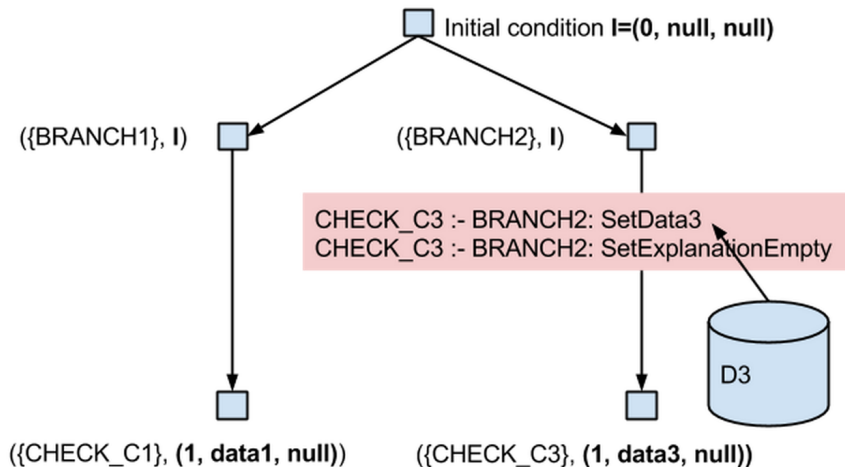 Initial condition I=(0, null, null)
({BRANCH1}, I)
({BRANCH2}, I)
CHECK_C3 :- BRANCH2: SetData3
CHECK_C3 :- BRANCH2: SetExplanationEmpty
D3
({CHECK_C1}, (1, data1, null))
({CHECK_C3}, (1, data3, null))